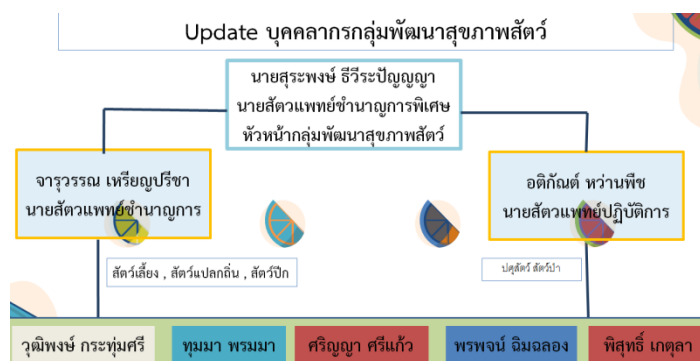 Update บุคคลากรกลุ่มพัฒนาสุขภาพสัตว์
นายสุระพงษ์ ธีวีระปัญญญา
นายสัตวแพทย์ชำนาญการพิเศษ
หัวหน้ากลุ่มพัฒนาสุขภาพสัตว์
จารุวรรณ เหรียญปรีชา
นายสัตวแพทย์ชำนาญการ
อติกัณต์ หว่านพืช
นายสัตวแพทย์ปฏิบัติการ
สัตว์เลี้ยง , สัตว์แปลกถิ่น , สัตว์ปีก
ปศุสัตว์ สัตว์ป่า
วุฒิพงษ์ กระทุ่มศรี
ทุมมา พรมมา
ศริญญา ศรีแก้ว
พรพจน์ ฉิมฉลอง
พิสุทธิ์ เกตุลา